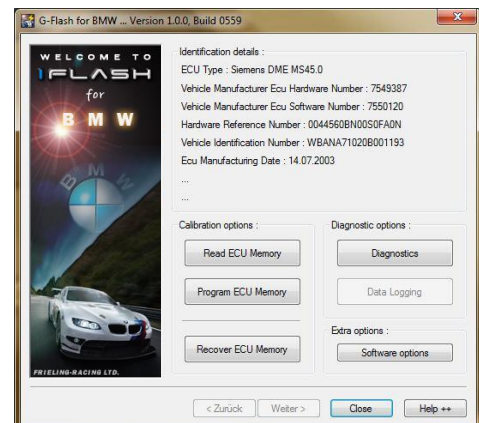 G-Flash for BMW ... Version 1.0.0, Build 0559
WELCOME TO
IFLASH
for
BMW
BMW
FRIELING-RACING LTD.
Identification details :
ECU Type : Siemens DME MS45.0
Vehicle Manufacturer Ecu Hardware Number : 7549387
Vehicle Manufacturer Ecu Software Number : 7550120
Hardware Reference Number : 0044560BN00S0FA0N
Vehicle Identification Number : WBANA71020B001193
Ecu Manufacturing Date : 14.07.2003
...
...
Calibration options :
Read ECU Memory
Program ECU Memory
Recover ECU Memory
Diagnostic options :
Diagnostics
Data Logging
Extra options :
Software options
< Zurück
Weiter >
Close
Help ++